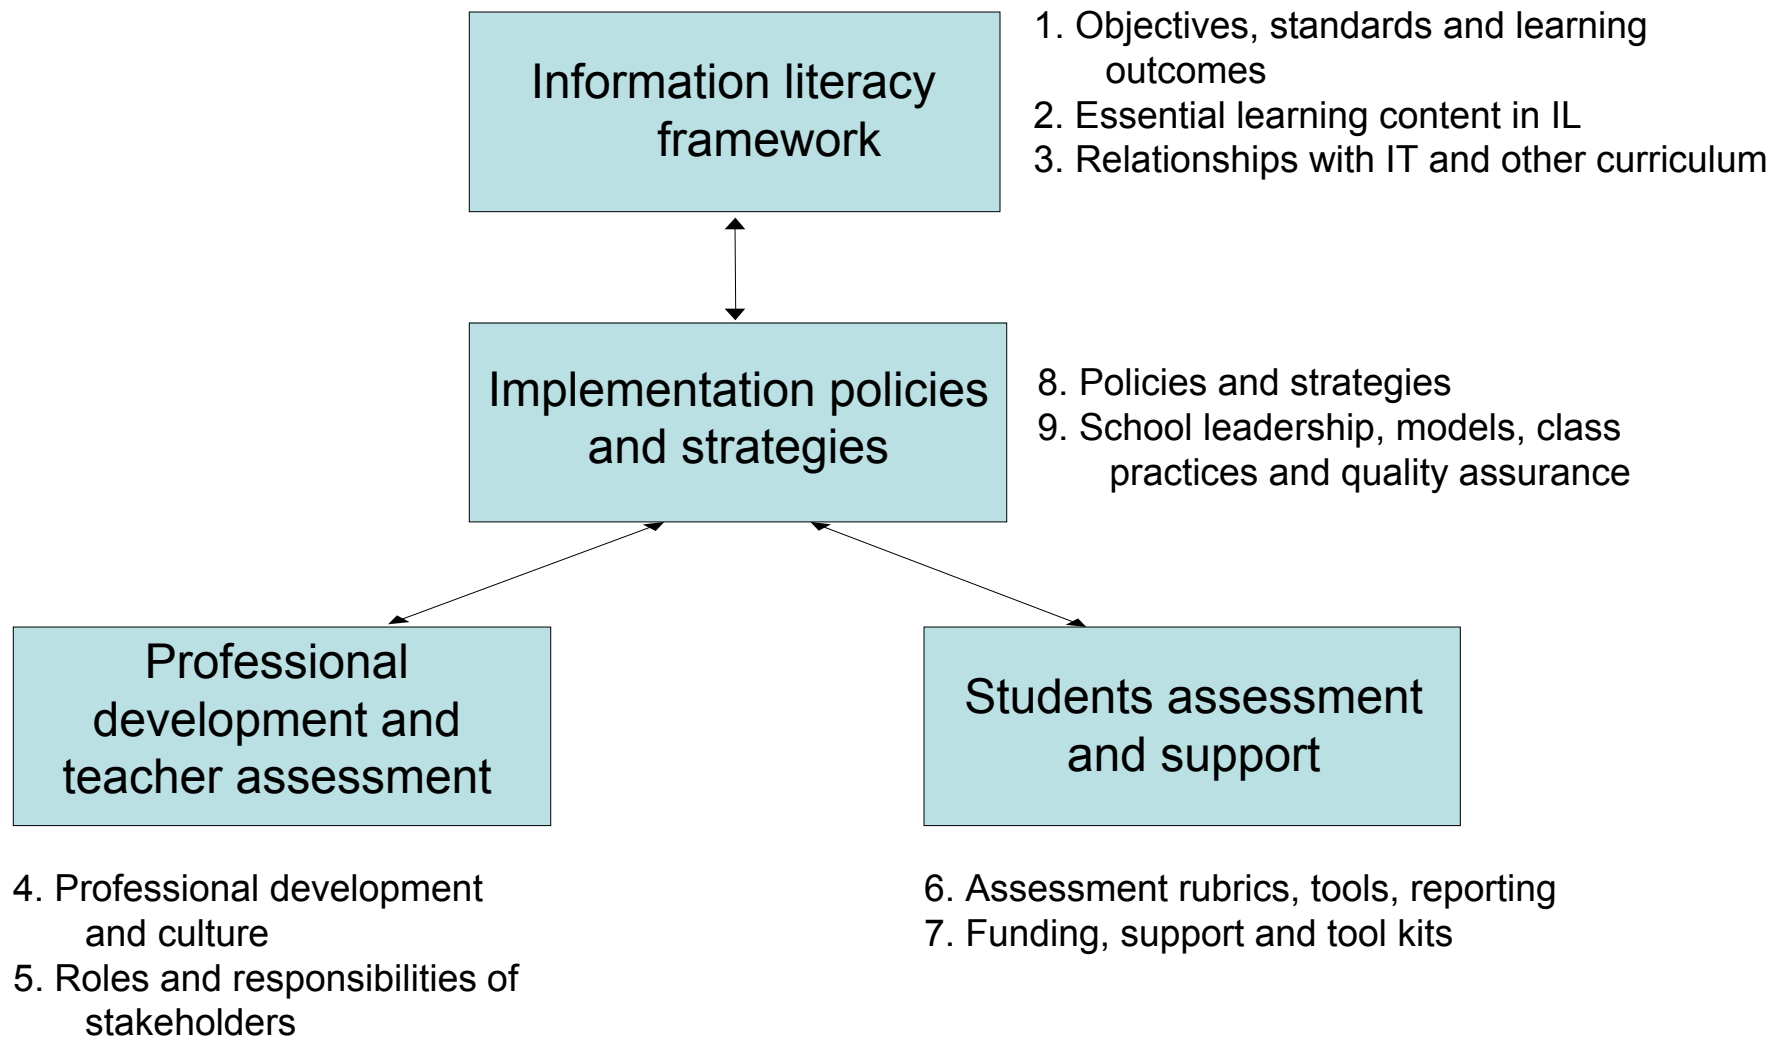 Information literacy
framework
1. Objectives, standards and learning
outcomes
2. Essential learning content in IL
3. Relationships with IT and other curriculum
Implementation policies
and strategies
8. Policies and strategies
9. School leadership, models, class
practices and quality assurance
Professional
development and
teacher assessment
Students assessment
and support
4. Professional development
and culture
5. Roles and responsibilities of
stakeholders
6. Assessment rubrics, tools, reporting
7. Funding, support and tool kits